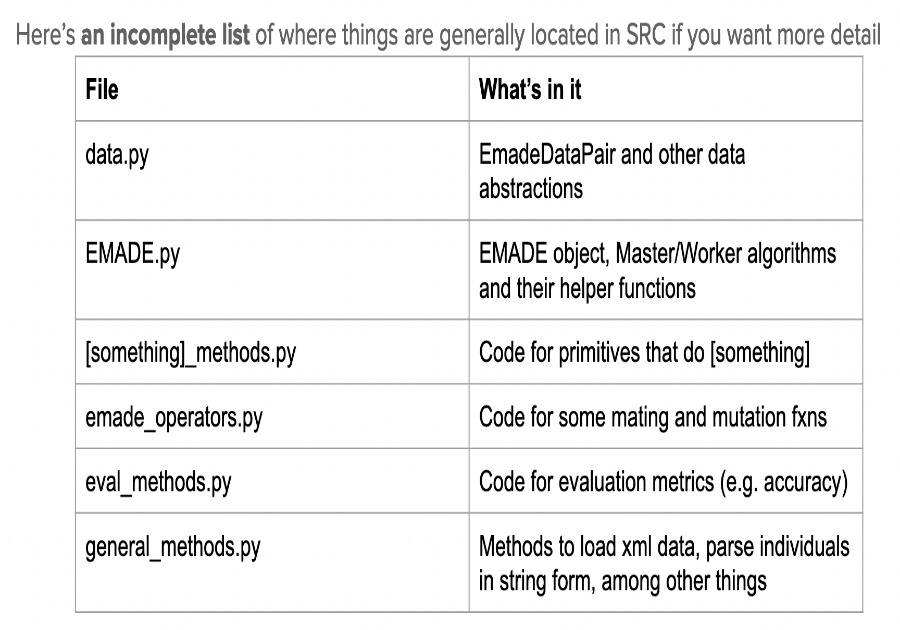 Here's an incomplete list of where things are generally located in SRC if you want more detail
File
What's in it
data.py
EmadeDataPair and other data
abstractions
EMADE.py
EMADE object, Master/Worker algorithms
and their helper functions
[something]_methods.py
Code for primitives that do [something]
emade_operators.py
Code for some mating and mutation fxns
eval_methods.py
Code for evaluation metrics (e.g. accuracy)
general_methods.py
Methods to load xml data, parse individuals
in string form, among other things